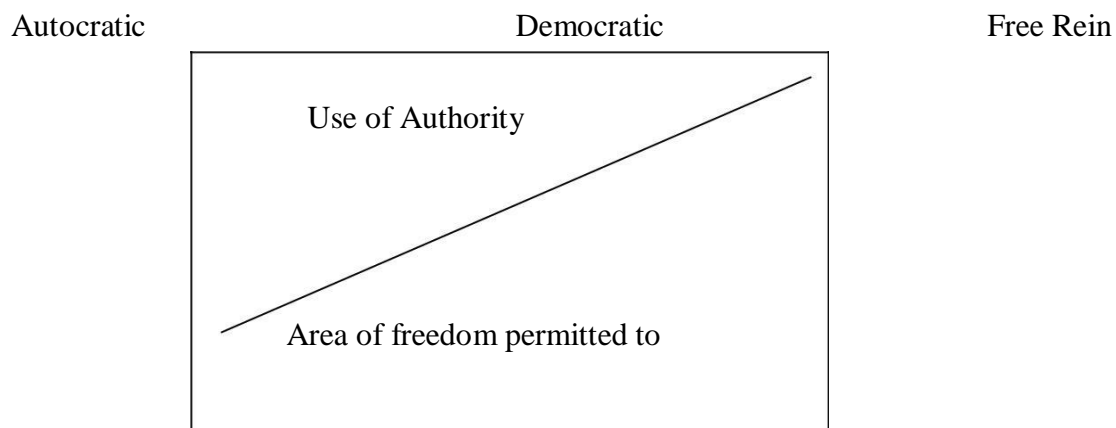 Autocratic Democratic Free Rein
Use of Authority
Area of freedom permitted to